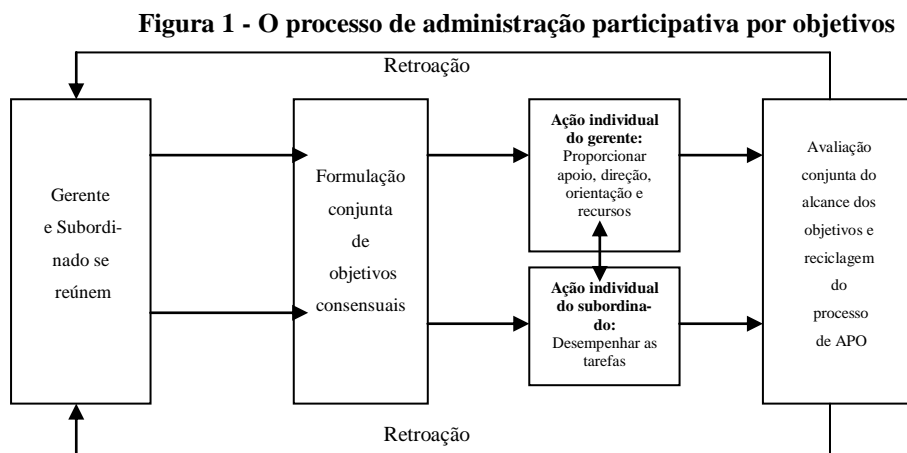 Figura 1 - O processo de administração participativa por objetivos
Retroação
Gerente
e Subordi-
nado se
reúnem
Formulação
conjunta
de
objetivos
consensuais
Ação individual
do gerente:
Proporcionar
apoio, direção,
orientação e
recursos
Ação individual
do subordina-
do:
Desempenhar as
tarefas
Avaliação
conjunta do
alcance dos
objetivos e
reciclagem
do
processo
de APO
Retroação